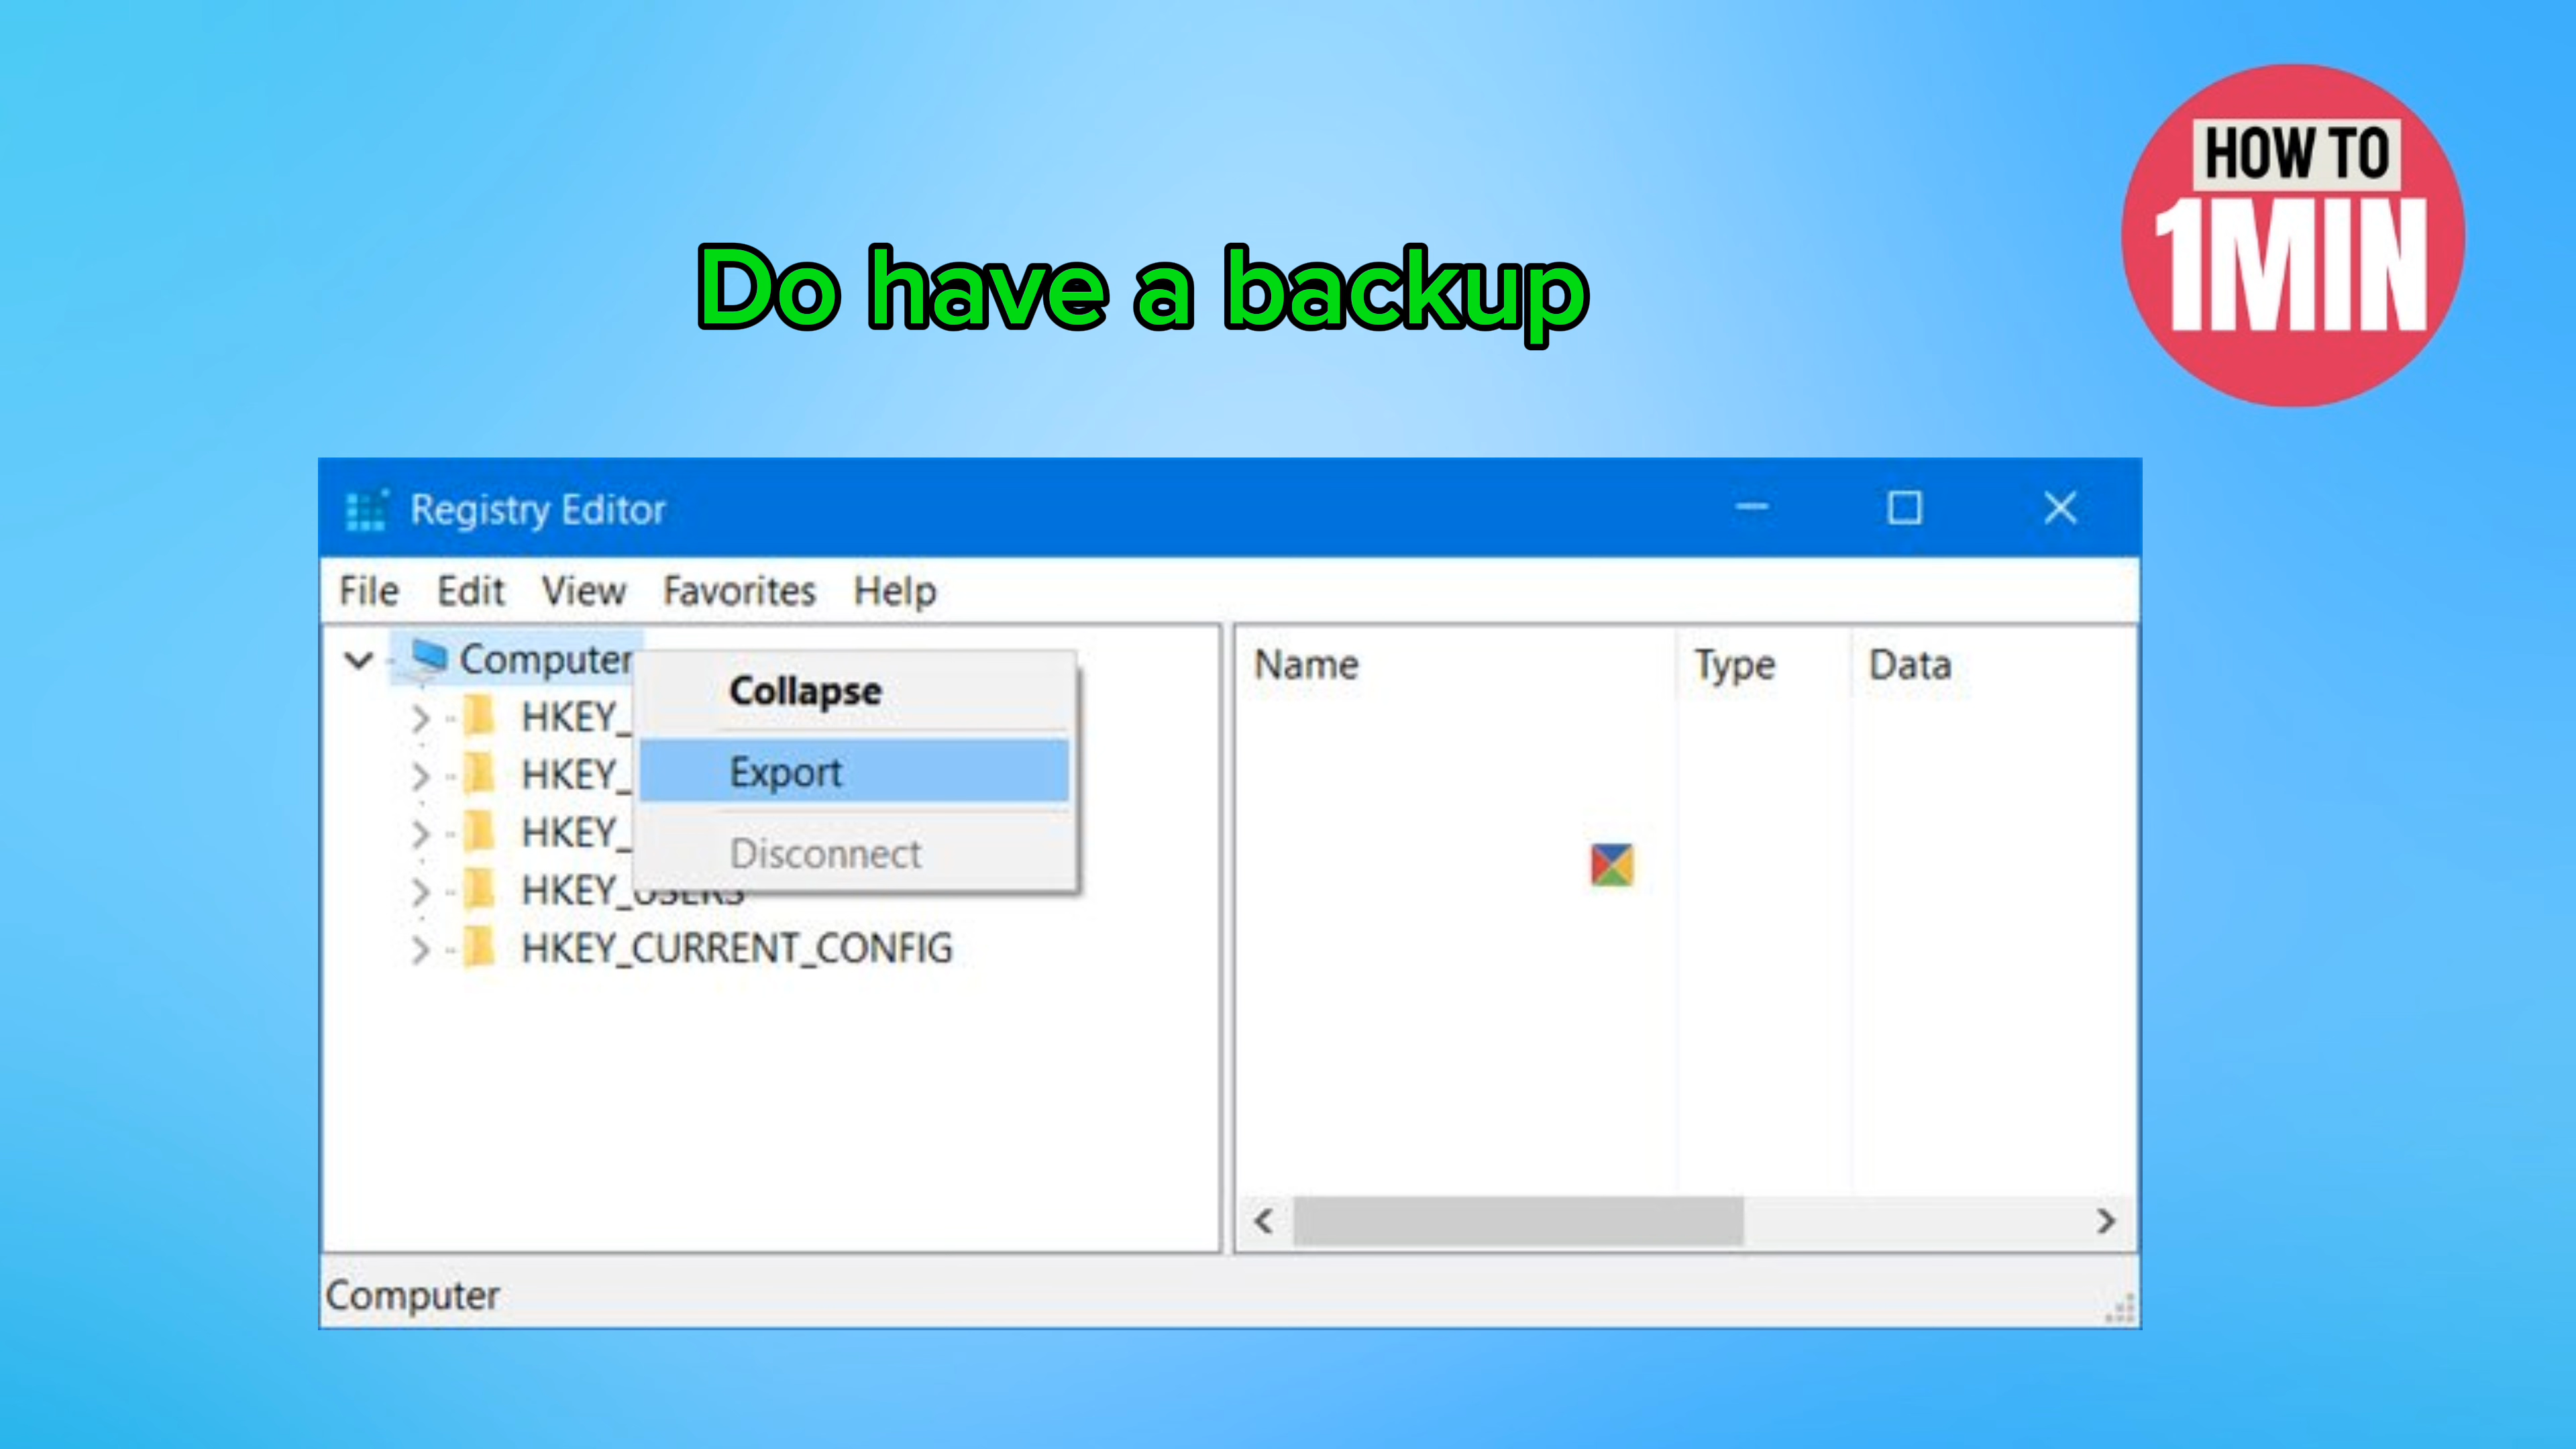 HOW TO
1MIN
Do have a backup
Registry Editor
File Edit View Favorites Help
Computer
Collapse
Export
Disconnect
HKEY_
HKEY_
HKEY_
HKEY_USERS
HKEY_CURRENT_CONFIG
Name Type Data
Computer